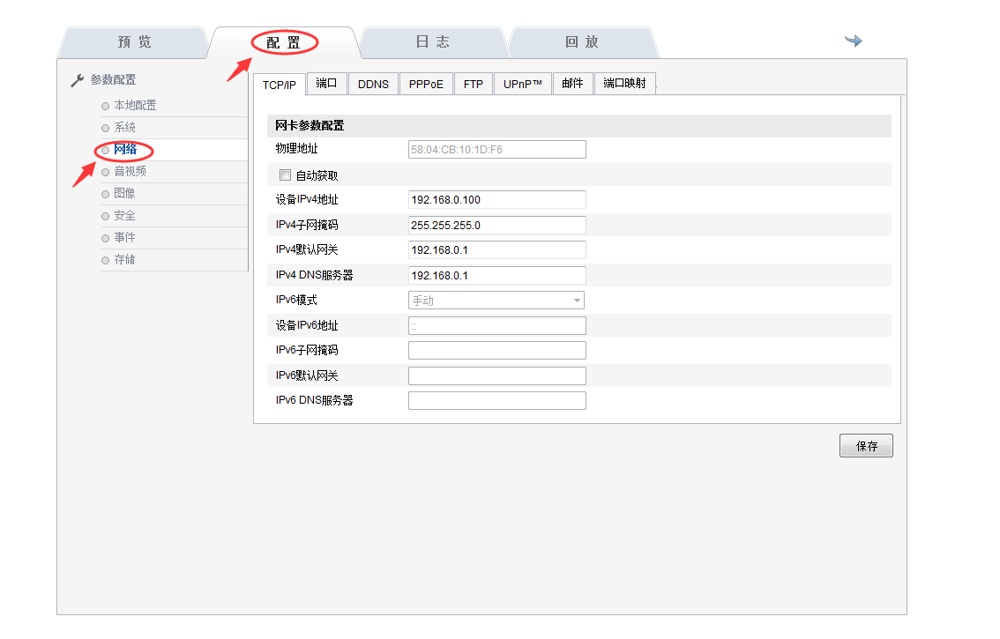 预 览 配 置 日 志 回 放
参数配置
本地配置
系统
网络
音视频
图像
安全
事件
存储
TCP/IP 端口 DDNS PPPoE FTP UPnP™ 邮件 端口映射
网卡参数配置
物理地址 58:04:CB:10:1D:F6
自动获取
设备IPv4地址 192.168.0.100
IPv4子网掩码 255.255.255.0
IPv4默认网关 192.168.0.1
IPv4 DNS服务器 192.168.0.1
IPv6模式 手动
设备IPv6地址 ::
IPv6子网掩码
IPv6默认网关
IPv6 DNS服务器
保存